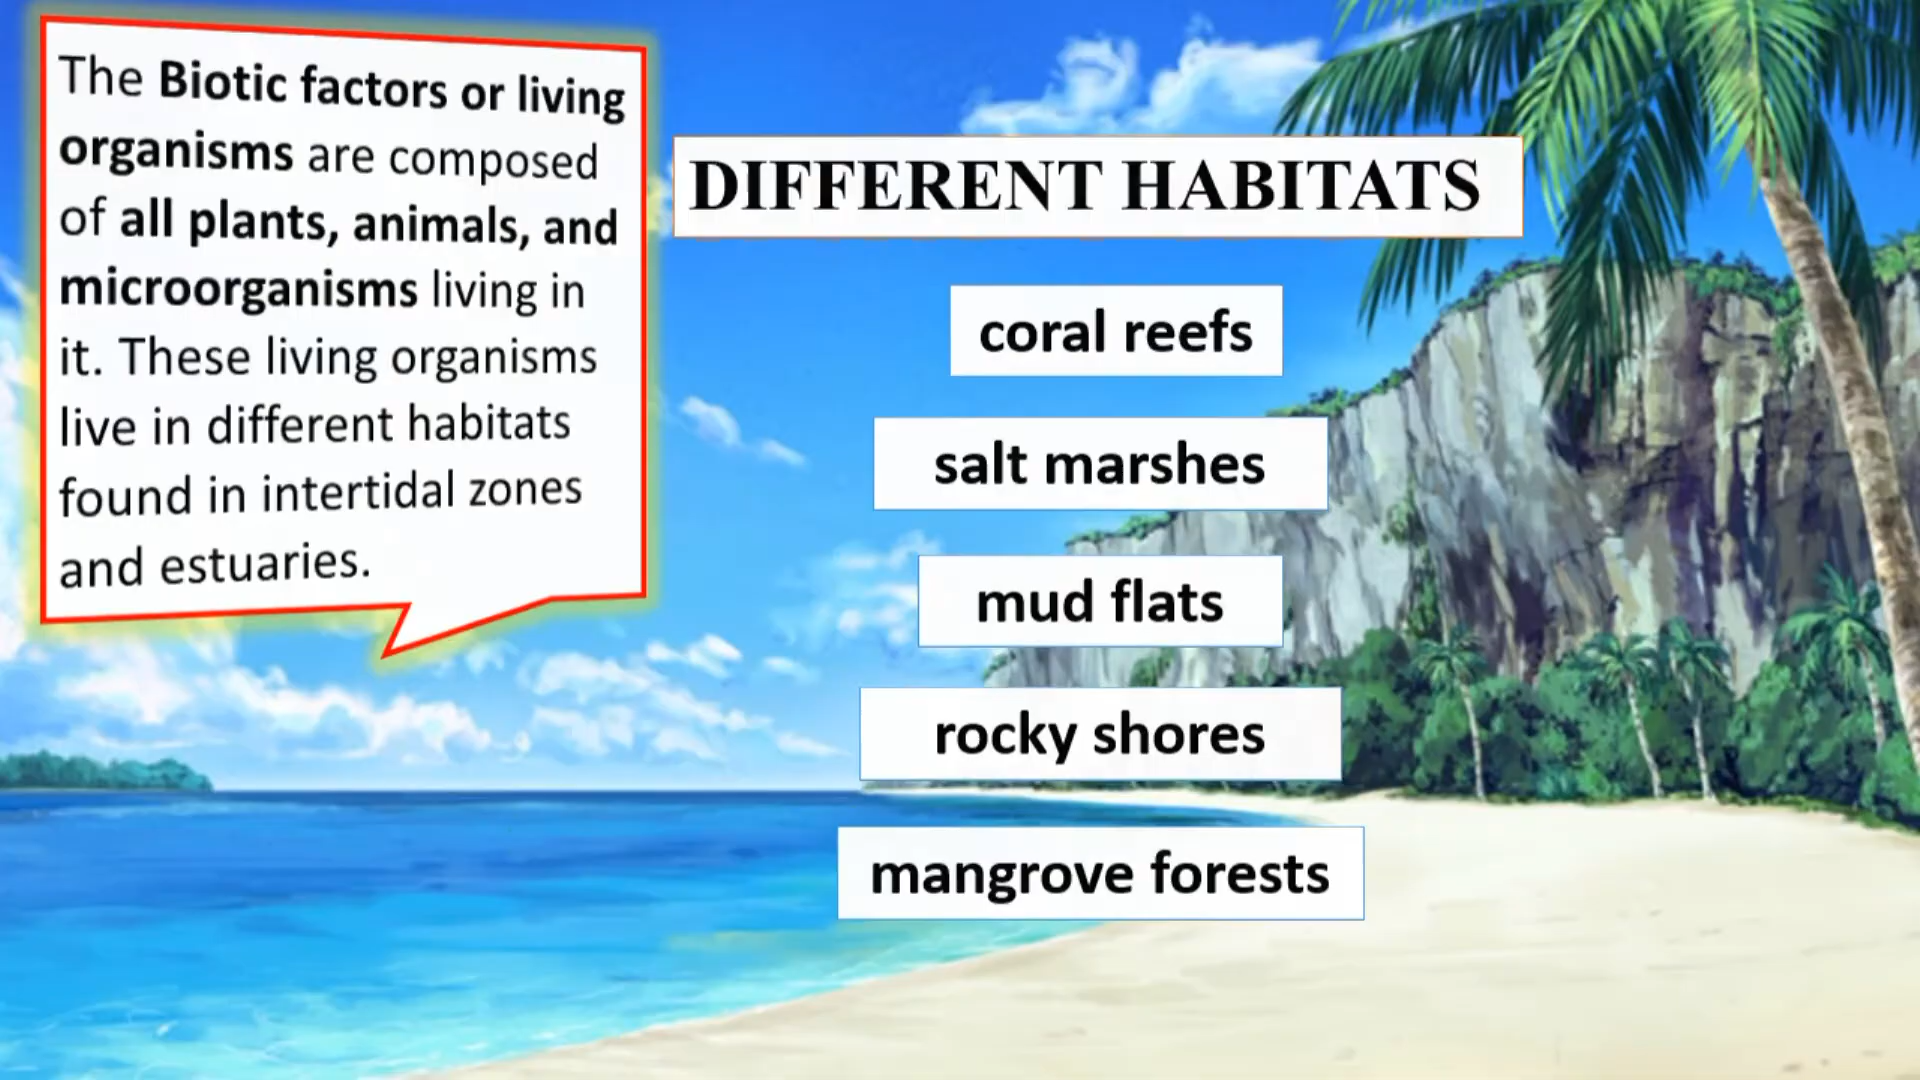 The Biotic factors or living
organisms are composed
of all plants, animals, and
microorganisms living in
it. These living organisms
live in different habitats
found in intertidal zones
and estuaries.
DIFFERENT HABITATS
coral reefs
salt marshes
mud flats
rocky shores
mangrove forests